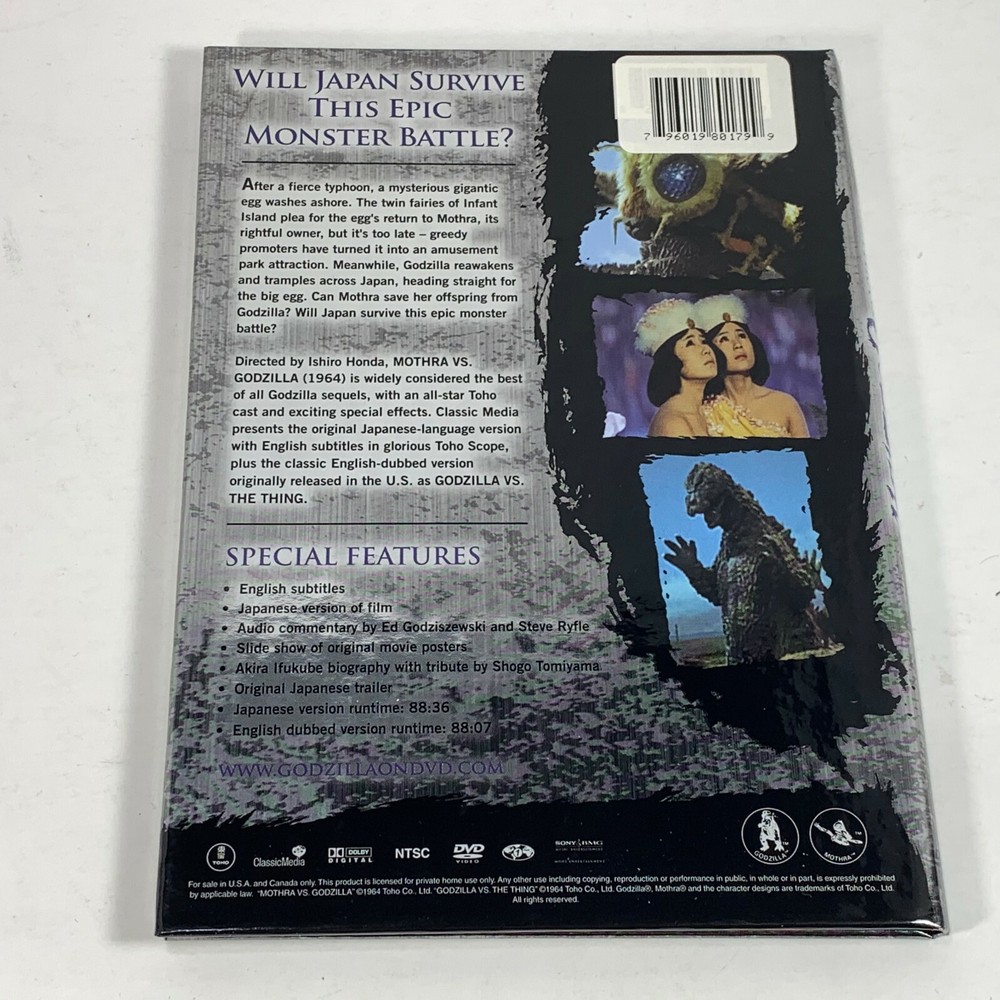 WILL JAPAN SURVIVE
THIS EPIC
MONSTER BATTLE?
7 96019 80179 9
After a fierce typhoon, a mysterious gigantic
egg washes ashore. The twin fairies of Infant
Island plea for the egg's return to Mothra, its
rightful owner, but it's too late – greedy
promoters have turned it into an amusement
park attraction. Meanwhile, Godzilla reawakens
and tramples across Japan, heading straight for
the big egg. Can Mothra save her offspring from
Godzilla? Will Japan survive this epic monster
battle?
Directed by Ishiro Honda, MOTHRA VS.
GODZILLA (1964) is widely considered the best
of all Godzilla sequels, with an all-star Toho
cast and exciting special effects. Classic Media
presents the original Japanese-language version
with English subtitles in glorious Toho Scope,
plus the classic English-dubbed version
originally released in the U.S. as GODZILLA VS.
THE THING.
SPECIAL FEATURES
• English subtitles
• Japanese version of film
• Audio commentary by Ed Godziszewski and Steve Ryfle
• Slide show of original movie posters
• Akira Ifukube biography with tribute by Shogo Tomiyama
• Original Japanese trailer
• Japanese version runtime: 88:36
• English dubbed version runtime: 88:07
WWW.GODZILLAONDVD.COM
TOHO
ClassicMedia
DOLBY
DIGITAL
NTSC
DVD
VIDEO
SONY BMG
GODZILLA
MOTHRA™
For sale in U.S.A. and Canada only. This product is licensed for private home use only. Any other use including copying, reproduction or performance in public, in whole or in part, is expressly prohibited
by applicable law. "MOTHRA VS. GODZILLA" ©1964 Toho Co., Ltd. "GODZILLA VS. THE THING" ©1964 Toho Co., Ltd. Godzilla®, Mothra® and the character designs are trademarks of Toho Co., Ltd.
All rights reserved.